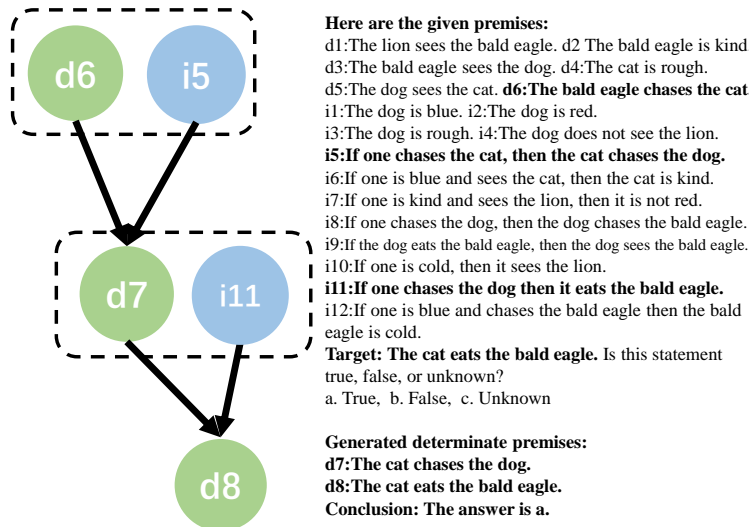 d6
i5
d7
i11
d8
Here are the given premises:
d1:The lion sees the bald eagle. d2 The bald eagle is kind
d3:The bald eagle sees the dog. d4:The cat is rough.
d5:The dog sees the cat. d6:The bald eagle chases the cat
i1:The dog is blue. i2:The dog is red.
i3:The dog is rough. i4:The dog does not see the lion.
i5:If one chases the cat, then the cat chases the dog.
i6:If one is blue and sees the cat, then the cat is kind.
i7:If one is kind and sees the lion, then it is not red.
i8:If one chases the dog, then the dog chases the bald eagle.
i9:If the dog eats the bald eagle, then the dog sees the bald eagle.
i10:If one is cold, then it sees the lion.
i11:If one chases the dog then it eats the bald eagle.
i12:If one is blue and chases the bald eagle then the bald
eagle is cold.
Target: The cat eats the bald eagle. Is this statement
true, false, or unknown?
a. True, b. False, c. Unknown
Generated determinate premises:
d7:The cat chases the dog.
d8:The cat eats the bald eagle.
Conclusion: The answer is a.